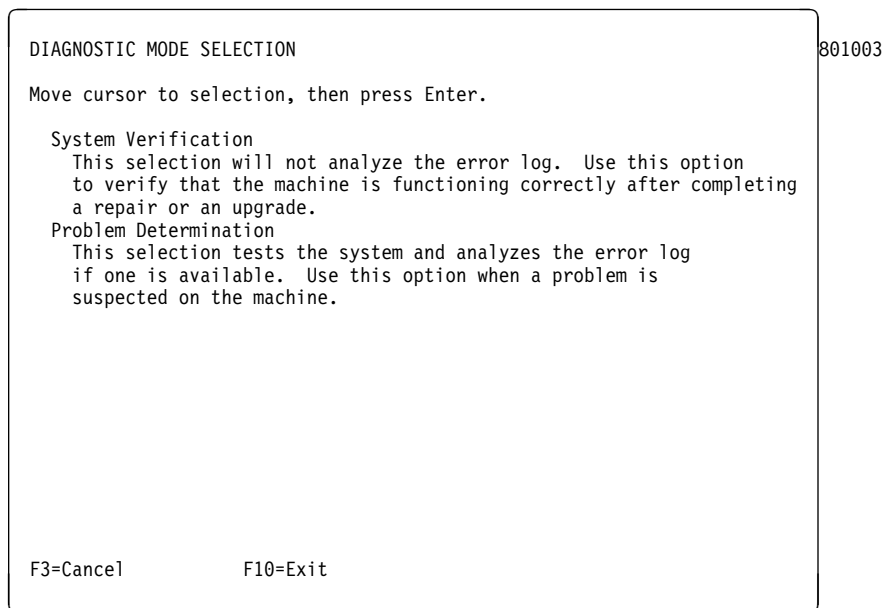 DIAGNOSTIC MODE SELECTION 801003
Move cursor to selection, then press Enter.
System Verification
This selection will not analyze the error log. Use this option
to verify that the machine is functioning correctly after completing
a repair or an upgrade.
Problem Determination
This selection tests the system and analyzes the error log
if one is available. Use this option when a problem is
suspected on the machine.
F3=Cancel F10=Exit